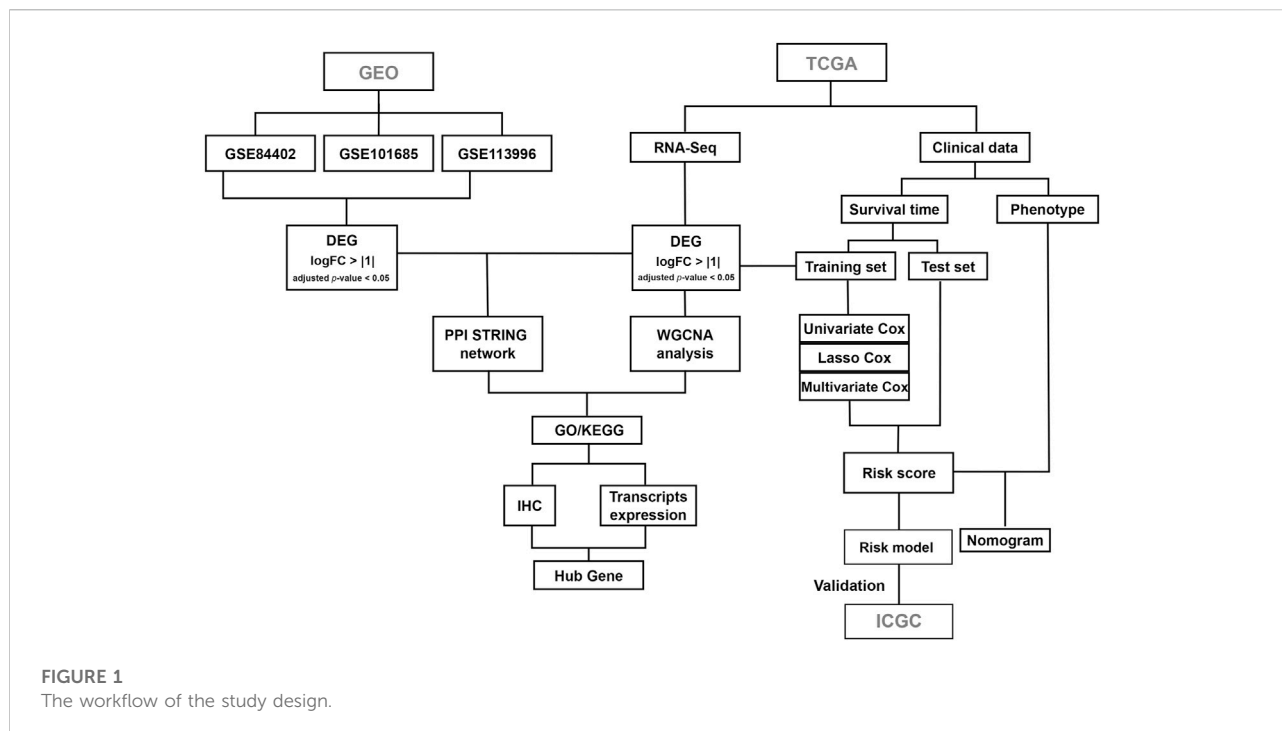 GEO
TCGA
GSE84402
GSE101685
GSE113996
RNA-Seq
Clinical data
Survival time
Phenotype
DEG
logFC > |1|
adjusted p-value < 0.05
DEG
logFC > |1|
adjusted p-value < 0.05
Training set
Test set
PPI STRING
network
WGCNA
analysis
Univariate Cox
Lasso Cox
Multivariate Cox
GO/KEGG
Risk score
IHC
Transcripts
expression
Risk model
Nomogram
Hub Gene
Validation
ICGC
FIGURE 1
The workflow of the study design.